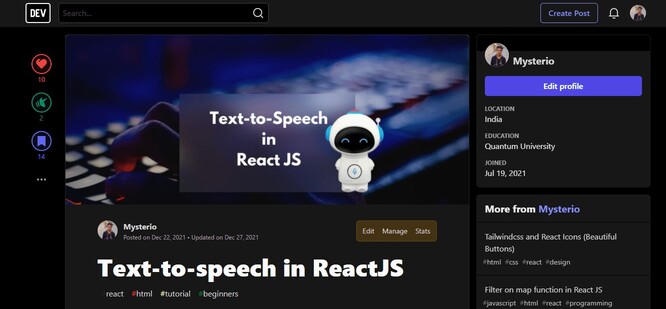 DEV
Search...
Create Post
10
2
14
Text-to-Speech
in
React JS
Mysterio
Posted on Dec 22, 2021 • Updated on Dec 27, 2021
Edit Manage Stats
Text-to-speech in ReactJS
react #html #tutorial #beginners
Mysterio
Edit profile
LOCATION
India
EDUCATION
Quantum University
JOINED
Jul 19, 2021
More from Mysterio
Tailwindcss and React Icons (Beautiful
Buttons)
#html #css #react #design
Filter on map function in React JS
#javascript #html #react #programming